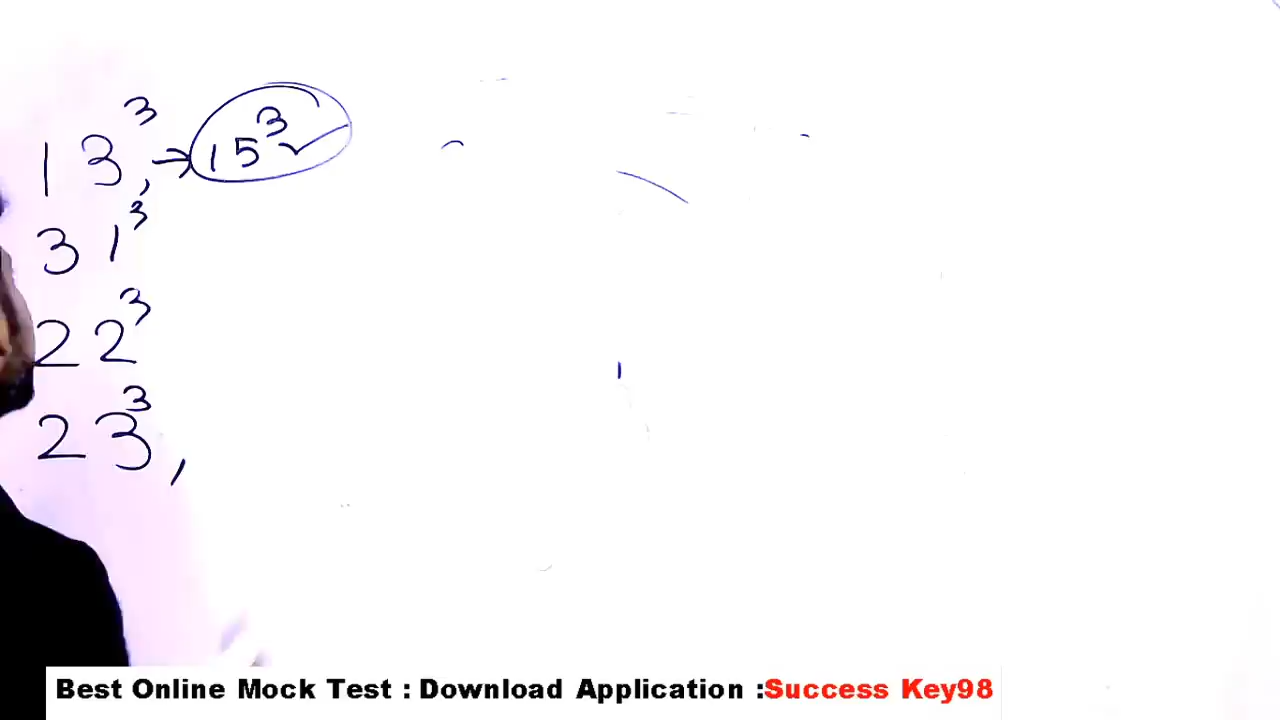 13³, → 15³ ✓
31³
22³
23³,
Best Online Mock Test : Download Application :Success Key98